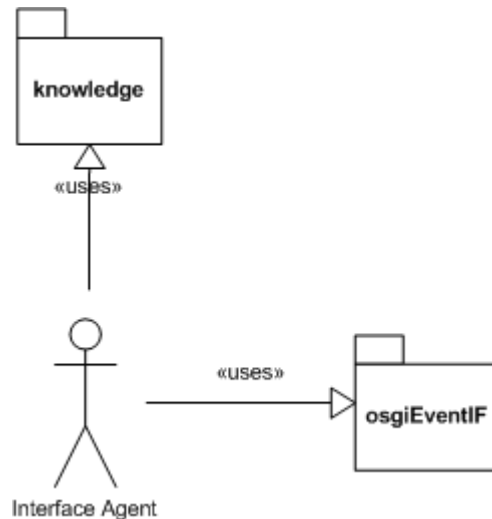 knowledge
«uses»
«uses»
osgiEventIF
Interface Agent